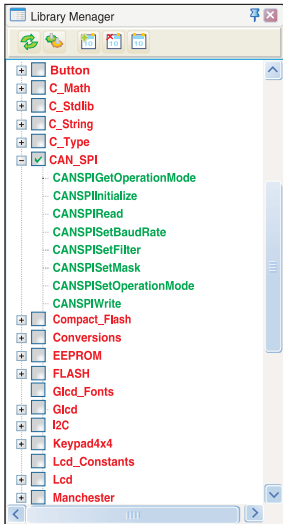 Library Menager
Button
C_Math
C_Stdlib
C_String
C_Type
CAN_SPI
CANSPIGetOperationMode
CANSPIInitialize
CANSPIRead
CANSPISetBaudRate
CANSPISetFilter
CANSPISetMask
CANSPISetOperationMode
CANSPIWrite
Compact_Flash
Conversions
EEPROM
FLASH
Glcd_Fonts
Glcd
I2C
Keypad4x4
Lcd_Constants
Lcd
Manchester